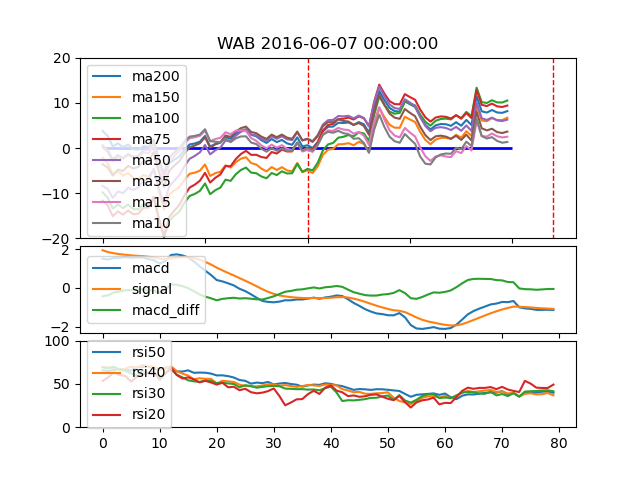 WAB 2016-06-07 00:00:00
20
10
0
−10
−20
ma200
ma150
ma100
ma75
ma50
ma35
ma15
ma10
2
0
−2
macd
signal
macd_diff
100
50
0
rsi50
rsi40
rsi30
rsi20
0 10 20 30 40 50 60 70 80